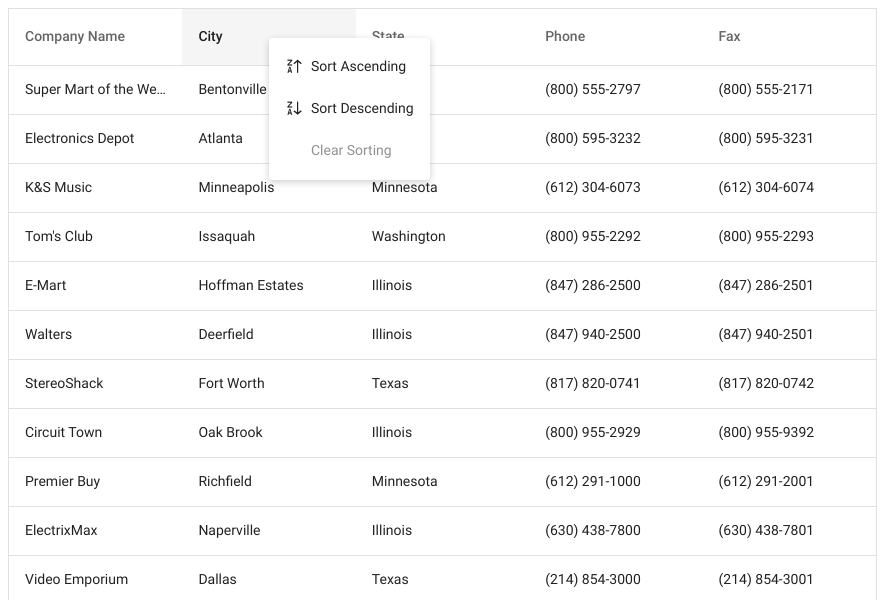 Company Name City State Phone Fax
Sort Ascending
Super Mart of the We... Bentonville (800) 555-2797 (800) 555-2171
Sort Descending
Electronics Depot Atlanta (800) 595-3232 (800) 595-3231
Clear Sorting
K&S Music Minneapolis Minnesota (612) 304-6073 (612) 304-6074
Tom's Club Issaquah Washington (800) 955-2292 (800) 955-2293
E-Mart Hoffman Estates Illinois (847) 286-2500 (847) 286-2501
Walters Deerfield Illinois (847) 940-2500 (847) 940-2501
StereoShack Fort Worth Texas (817) 820-0741 (817) 820-0742
Circuit Town Oak Brook Illinois (800) 955-2929 (800) 955-9392
Premier Buy Richfield Minnesota (612) 291-1000 (612) 291-2001
ElectrixMax Naperville Illinois (630) 438-7800 (630) 438-7801
Video Emporium Dallas Texas (214) 854-3000 (214) 854-3001